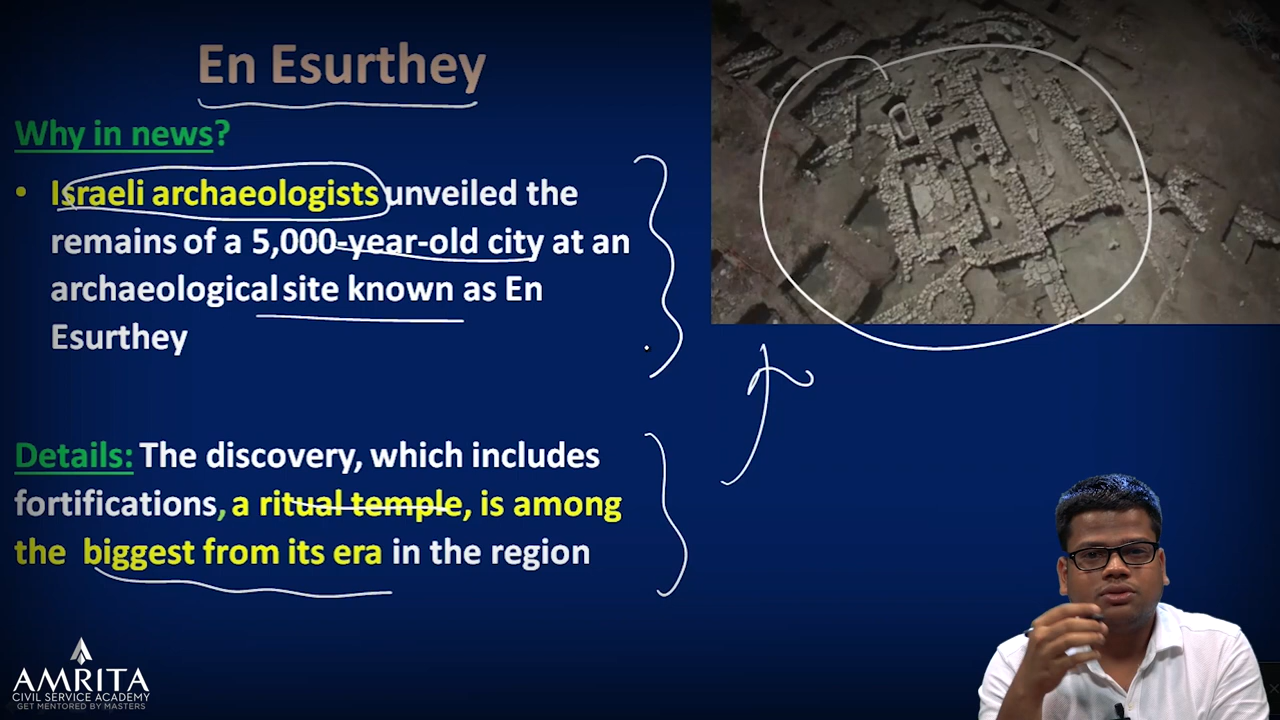 En Esurthey
Why in news?
• Israeli archaeologists unveiled the
remains of a 5,000-year-old city at an
archaeological site known as En
Esurthey
Details: The discovery, which includes
fortifications, a ritual temple, is among
the biggest from its era in the region
AMRITA
CIVIL SERVICE ACADEMY
GET MENTORED BY MASTERS